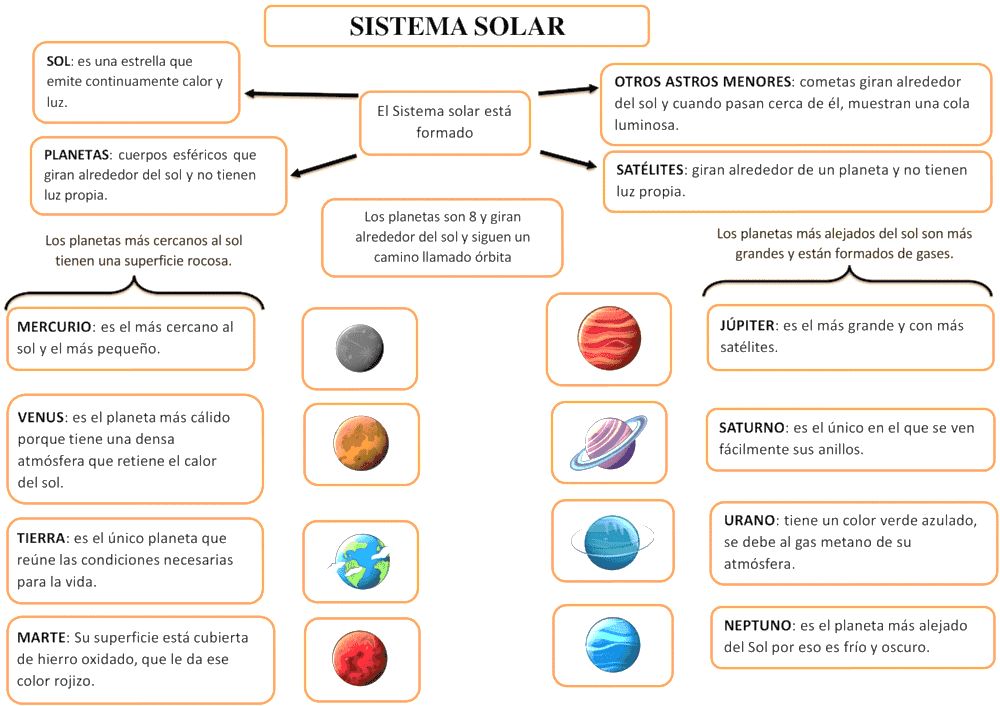 SISTEMA SOLAR
SOL: es una estrella que
emite continuamente calor y
luz.
El Sistema solar está
formado
OTROS ASTROS MENORES: cometas giran alrededor
del sol y cuando pasan cerca de él, muestran una cola
luminosa.
PLANETAS: cuerpos esféricos que
giran alrededor del sol y no tienen
luz propia.
SATÉLITES: giran alrededor de un planeta y no tienen
luz propia.
Los planetas son 8 y giran
alrededor del sol y siguen un
camino llamado órbita
Los planetas más cercanos al sol
tienen una superficie rocosa.
Los planetas más alejados del sol son más
grandes y están formados de gases.
MERCURIO: es el más cercano al
sol y el más pequeño.
JÚPITER: es el más grande y con más
satélites.
VENUS: es el planeta más cálido
porque tiene una densa
atmósfera que retiene el calor
del sol.
SATURNO: es el único en el que se ven
fácilmente sus anillos.
TIERRA: es el único planeta que
reúne las condiciones necesarias
para la vida.
URANO: tiene un color verde azulado,
se debe al gas metano de su
atmósfera.
MARTE: Su superficie está cubierta
de hierro oxidado, que le da ese
color rojizo.
NEPTUNO: es el planeta más alejado
del Sol por eso es frío y oscuro.